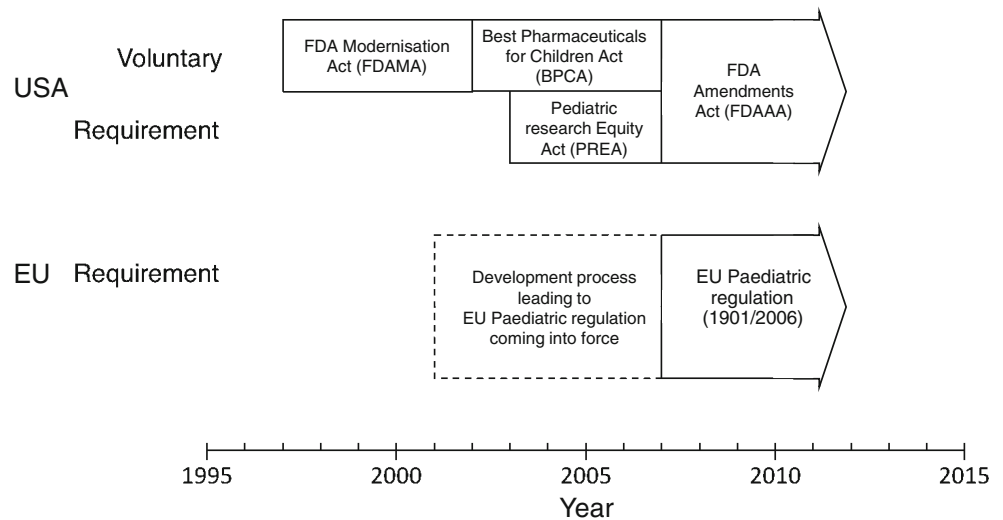 USA
Voluntary
Requirement
FDA Modernisation
Act (FDAMA)
Best Pharmaceuticals
for Children Act
(BPCA)
Pediatric
research Equity
Act (PREA)
FDA
Amendments
Act (FDAAA)
EU
Requirement
Development process
leading to
EU Paediatric regulation
coming into force
EU Paediatric
regulation
(1901/2006)
1995
2000
2005
2010
2015
Year